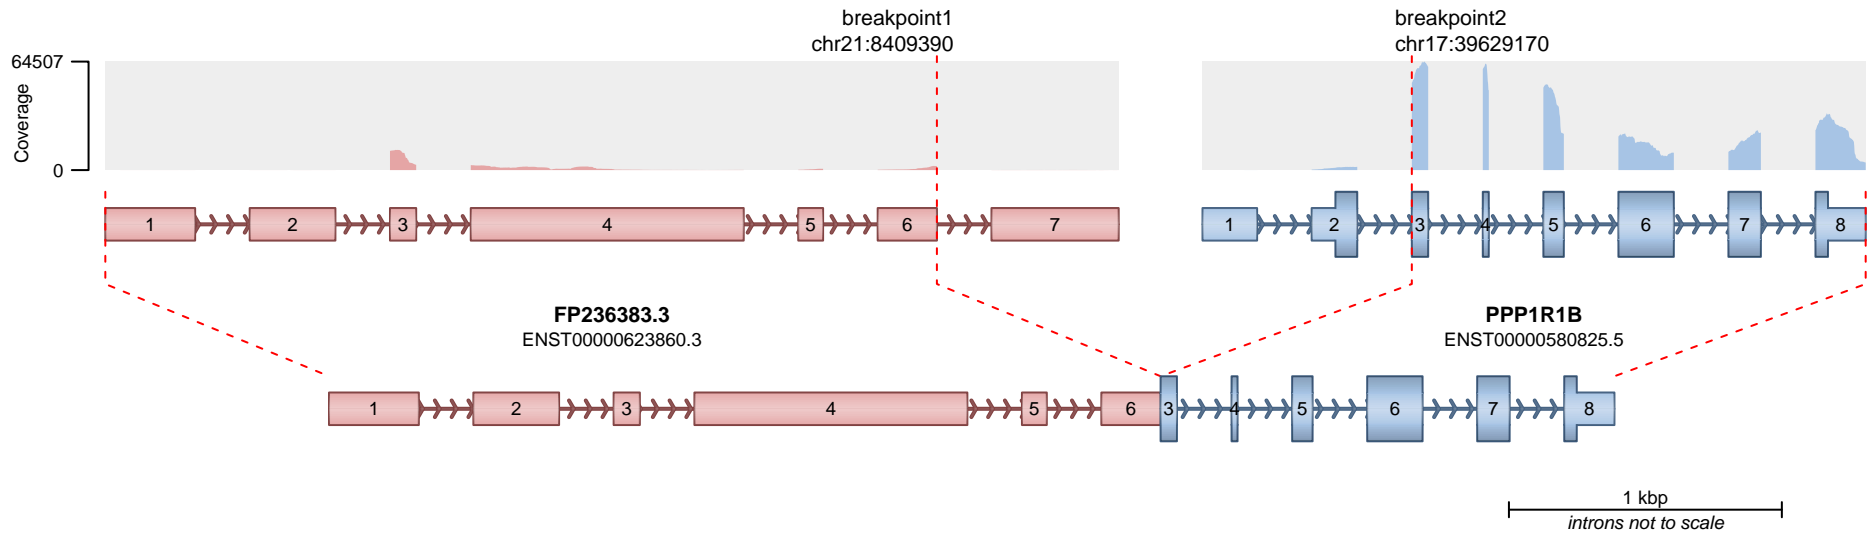 breakpoint1
chr21:8409390
breakpoint2
chr17:39629170
64507
Coverage
0
1 2 3 4 5 6 7
1 2 3 4 5 6 7 8
FP236383.3
ENST00000623860.3
PPP1R1B
ENST00000580825.5
1 2 3 4 5 6 3 4 5 6 7 8
1 kbp
introns not to scale